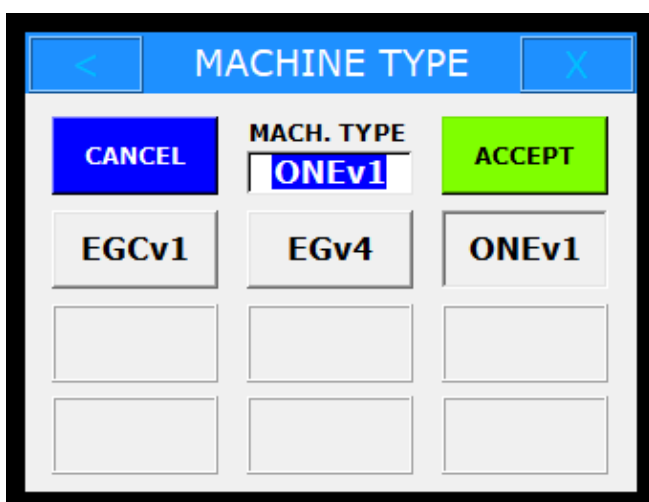 < MACHINE TYPE X
CANCEL MACH. TYPE ONEv1 ACCEPT
EGCv1 EGv4 ONEv1